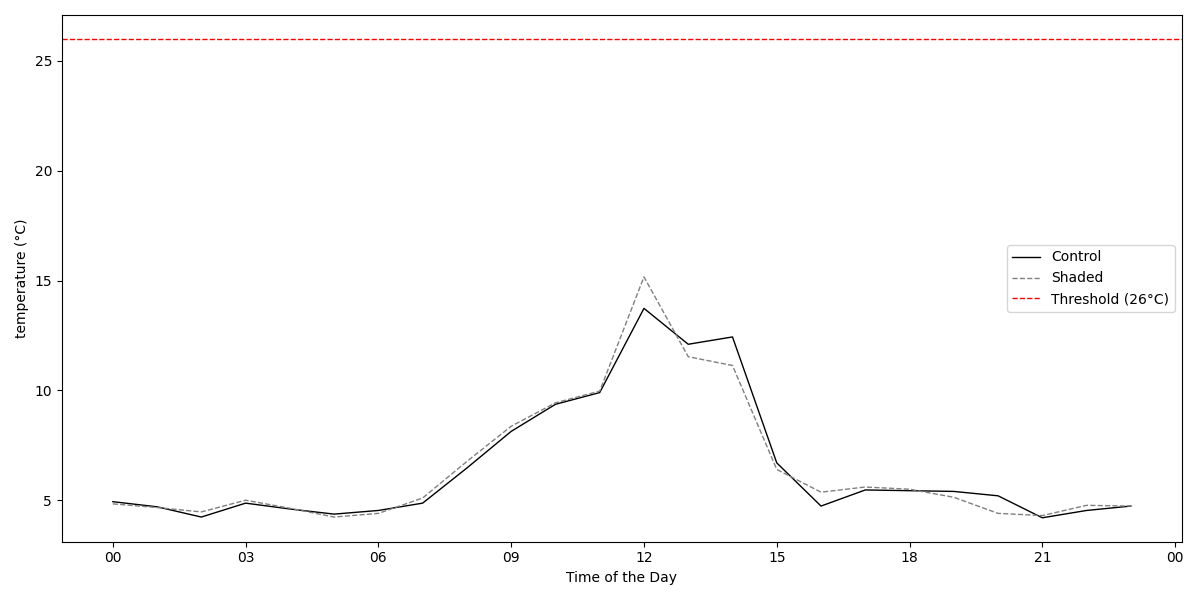 25
20
15
10
5
temperature (°C)
Control
Shaded
Threshold (26°C)
00 03 06 09 12 15 18 21 00
Time of the Day